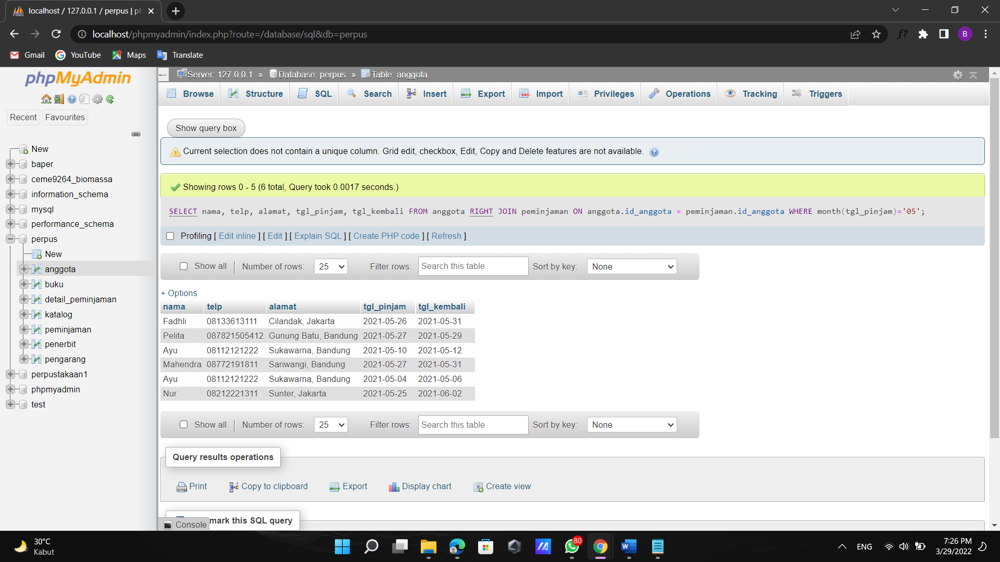 localhost / 127.0.0.1 / perpus | ph
localhost/phpmyadmin/index.php?route=/database/sql&db=perpus
f?
B
Gmail
YouTube
Maps
Translate
phpMyAdmin
Recent
Favourites
New
baper
ceme9264_biomassa
information_schema
mysql
performance_schema
perpus
New
anggota
buku
detail_peminjaman
katalog
peminjaman
penerbit
pengarang
perpustakaan1
phpmyadmin
test
Server: 127.0.0.1 » Database: perpus » Table: anggota
Browse
Structure
SQL
Search
Insert
Export
Import
Privileges
Operations
Tracking
Triggers
Show query box
Current selection does not contain a unique column. Grid edit, checkbox, Edit, Copy and Delete features are not available.
Showing rows 0 - 5 (6 total, Query took 0.0017 seconds.)
SELECT nama, telp, alamat, tgl_pinjam, tgl_kembali FROM anggota RIGHT JOIN peminjaman ON anggota.id_anggota = peminjaman.id_anggota WHERE month(tgl_pinjam)='05';
Profiling [ Edit inline ] [ Edit ] [ Explain SQL ] [ Create PHP code ] [ Refresh ]
Show all | Number of rows: 25 Filter rows: Search this table Sort by key: None
+ Options
nama telp alamat tgl_pinjam tgl_kembali
Fadhli 08133613111 Cilandak, Jakarta 2021-05-26 2021-05-31
Pelita 087821505412 Gunung Batu, Bandung 2021-05-27 2021-05-29
Ayu 08112121222 Sukawarna, Bandung 2021-05-10 2021-05-12
Mahendra 08772191811 Sariwangi, Bandung 2021-05-27 2021-05-31
Ayu 08112121222 Sukawarna, Bandung 2021-05-04 2021-05-06
Nur 08212221311 Sunter, Jakarta 2021-05-25 2021-06-02
Show all | Number of rows: 25 Filter rows: Search this table Sort by key: None
Query results operations
Print
Copy to clipboard
Export
Display chart
Create view
mark this SQL query
Console
30°C
Kabut
80
ENG
7:26 PM
3/29/2022